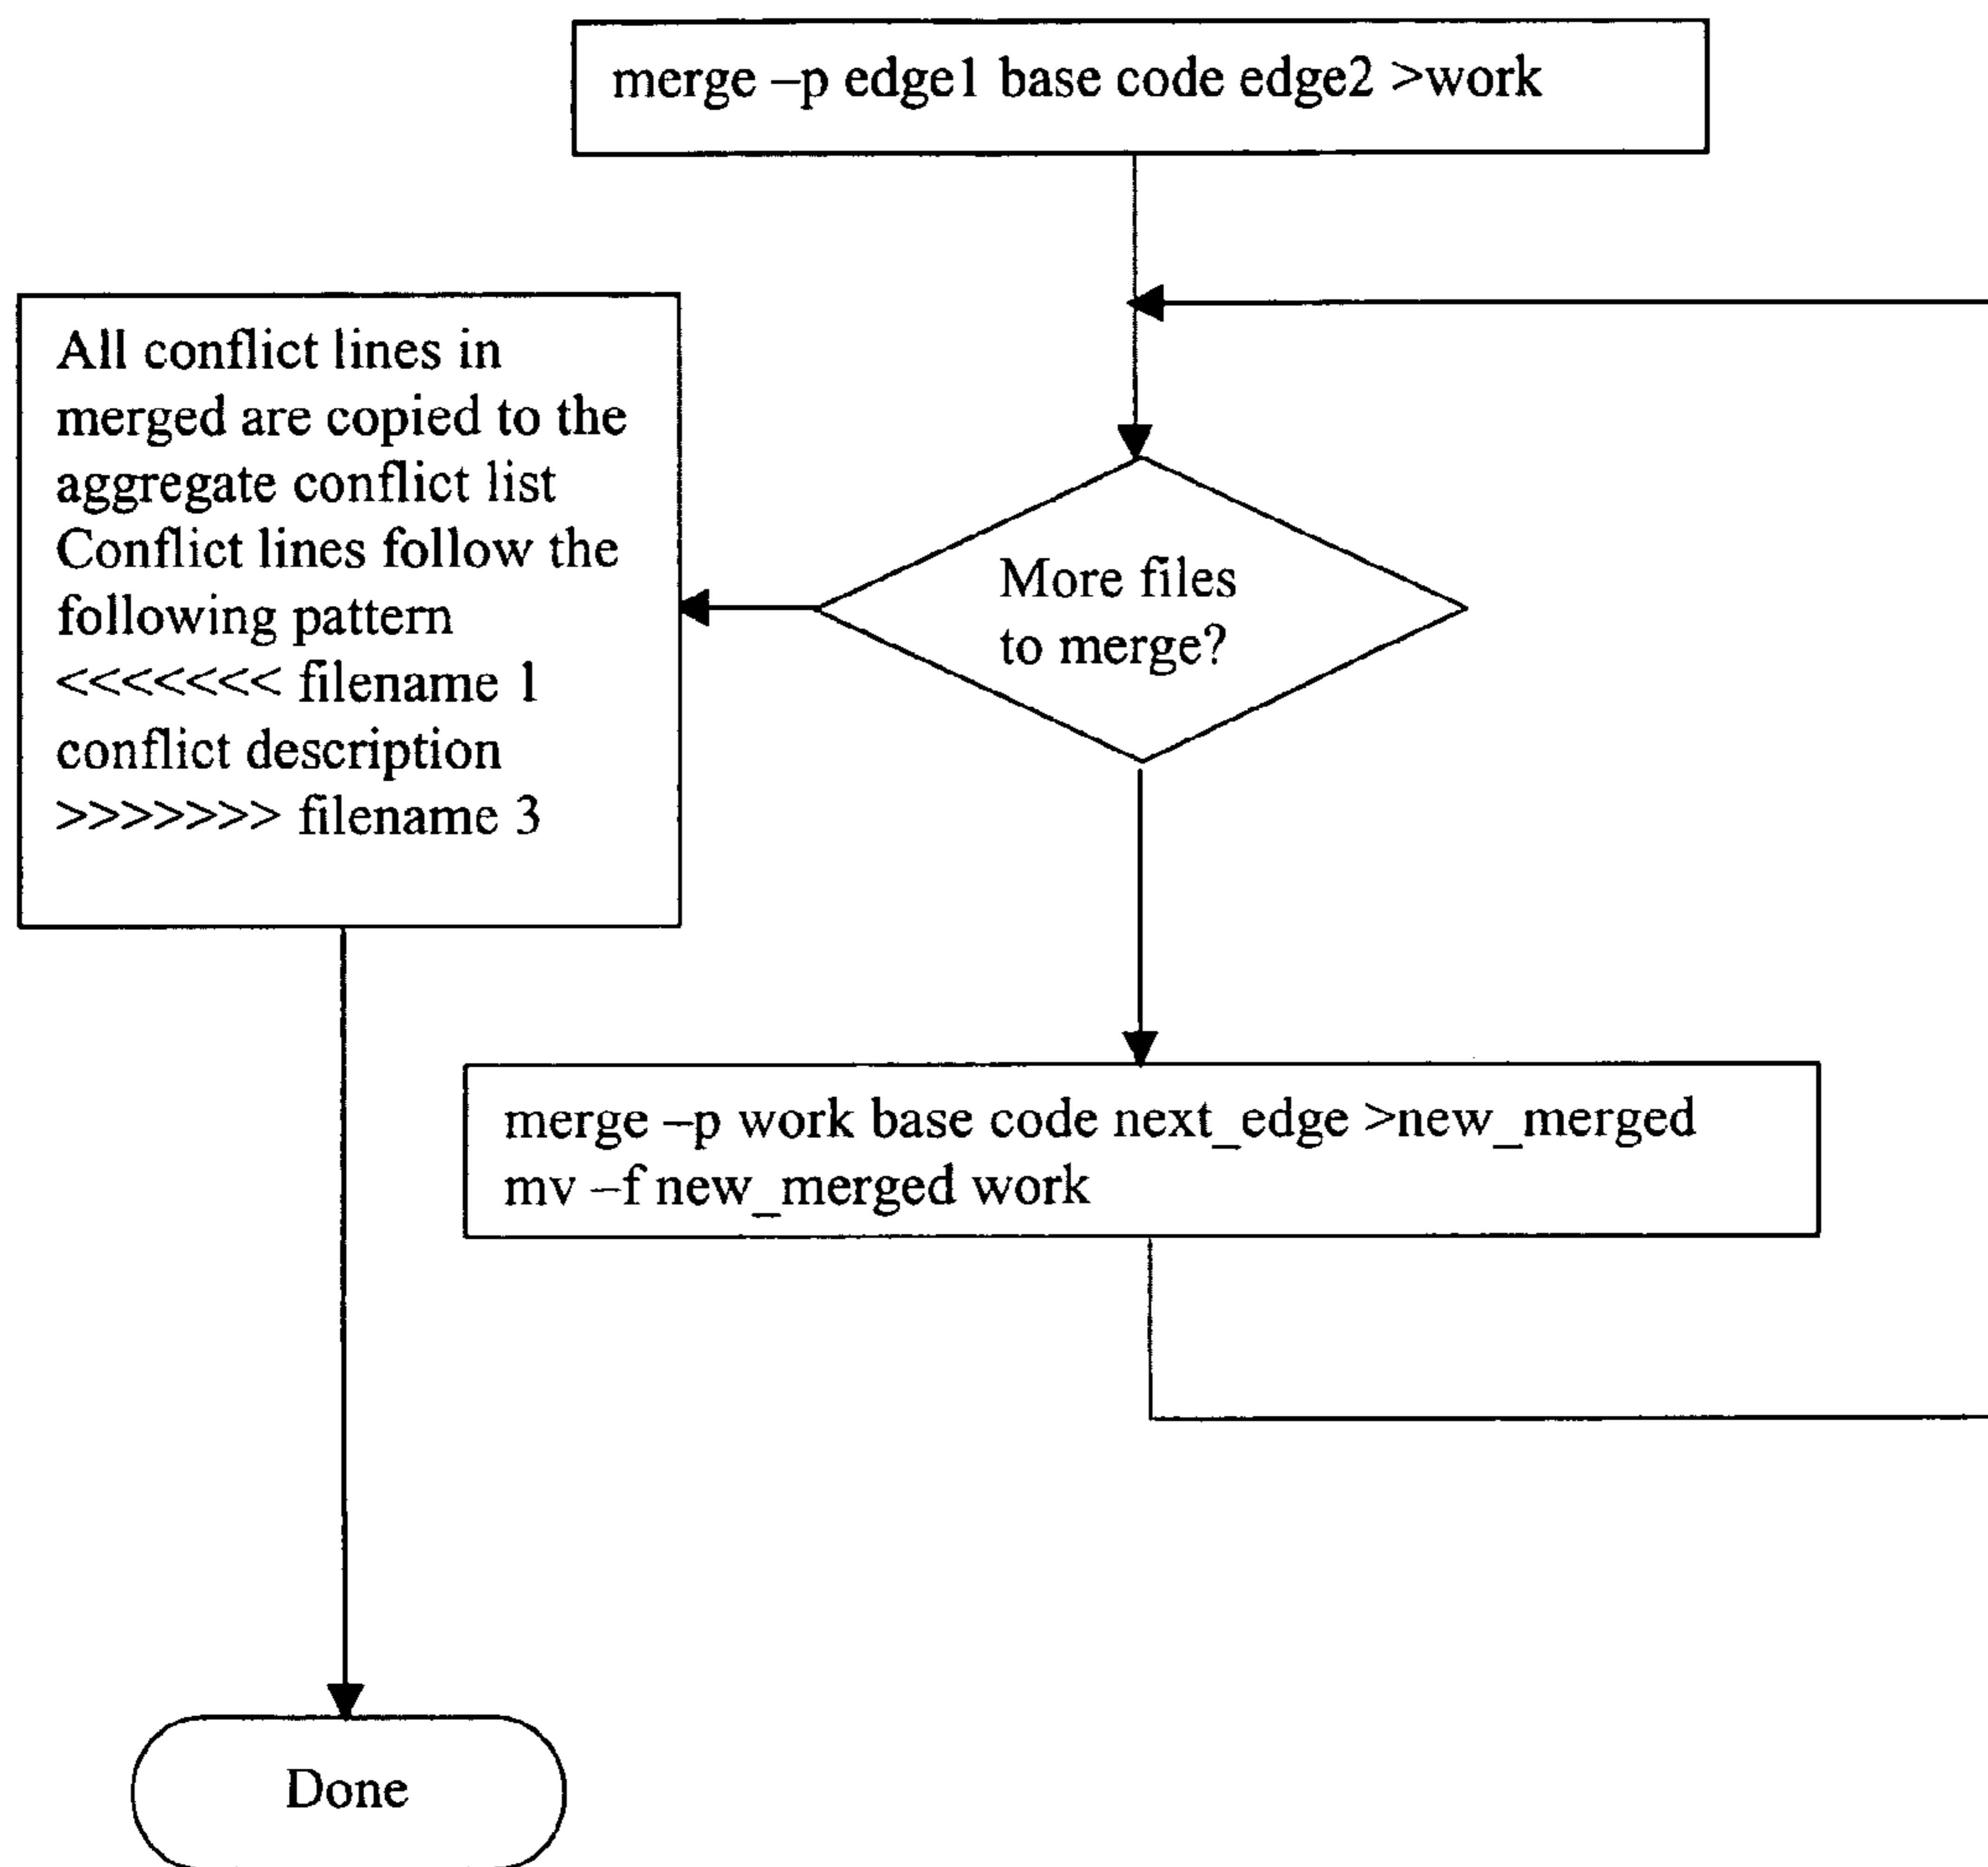 merge –p edge1 base code edge2 >work
All conflict lines in
merged are copied to the
aggregate conflict list
Conflict lines follow the
following pattern
<<<<<<< filename 1
conflict description
>>>>>>> filename 3
More files
to merge?
merge –p work base code next_edge >new_merged
mv –f new_merged work
Done